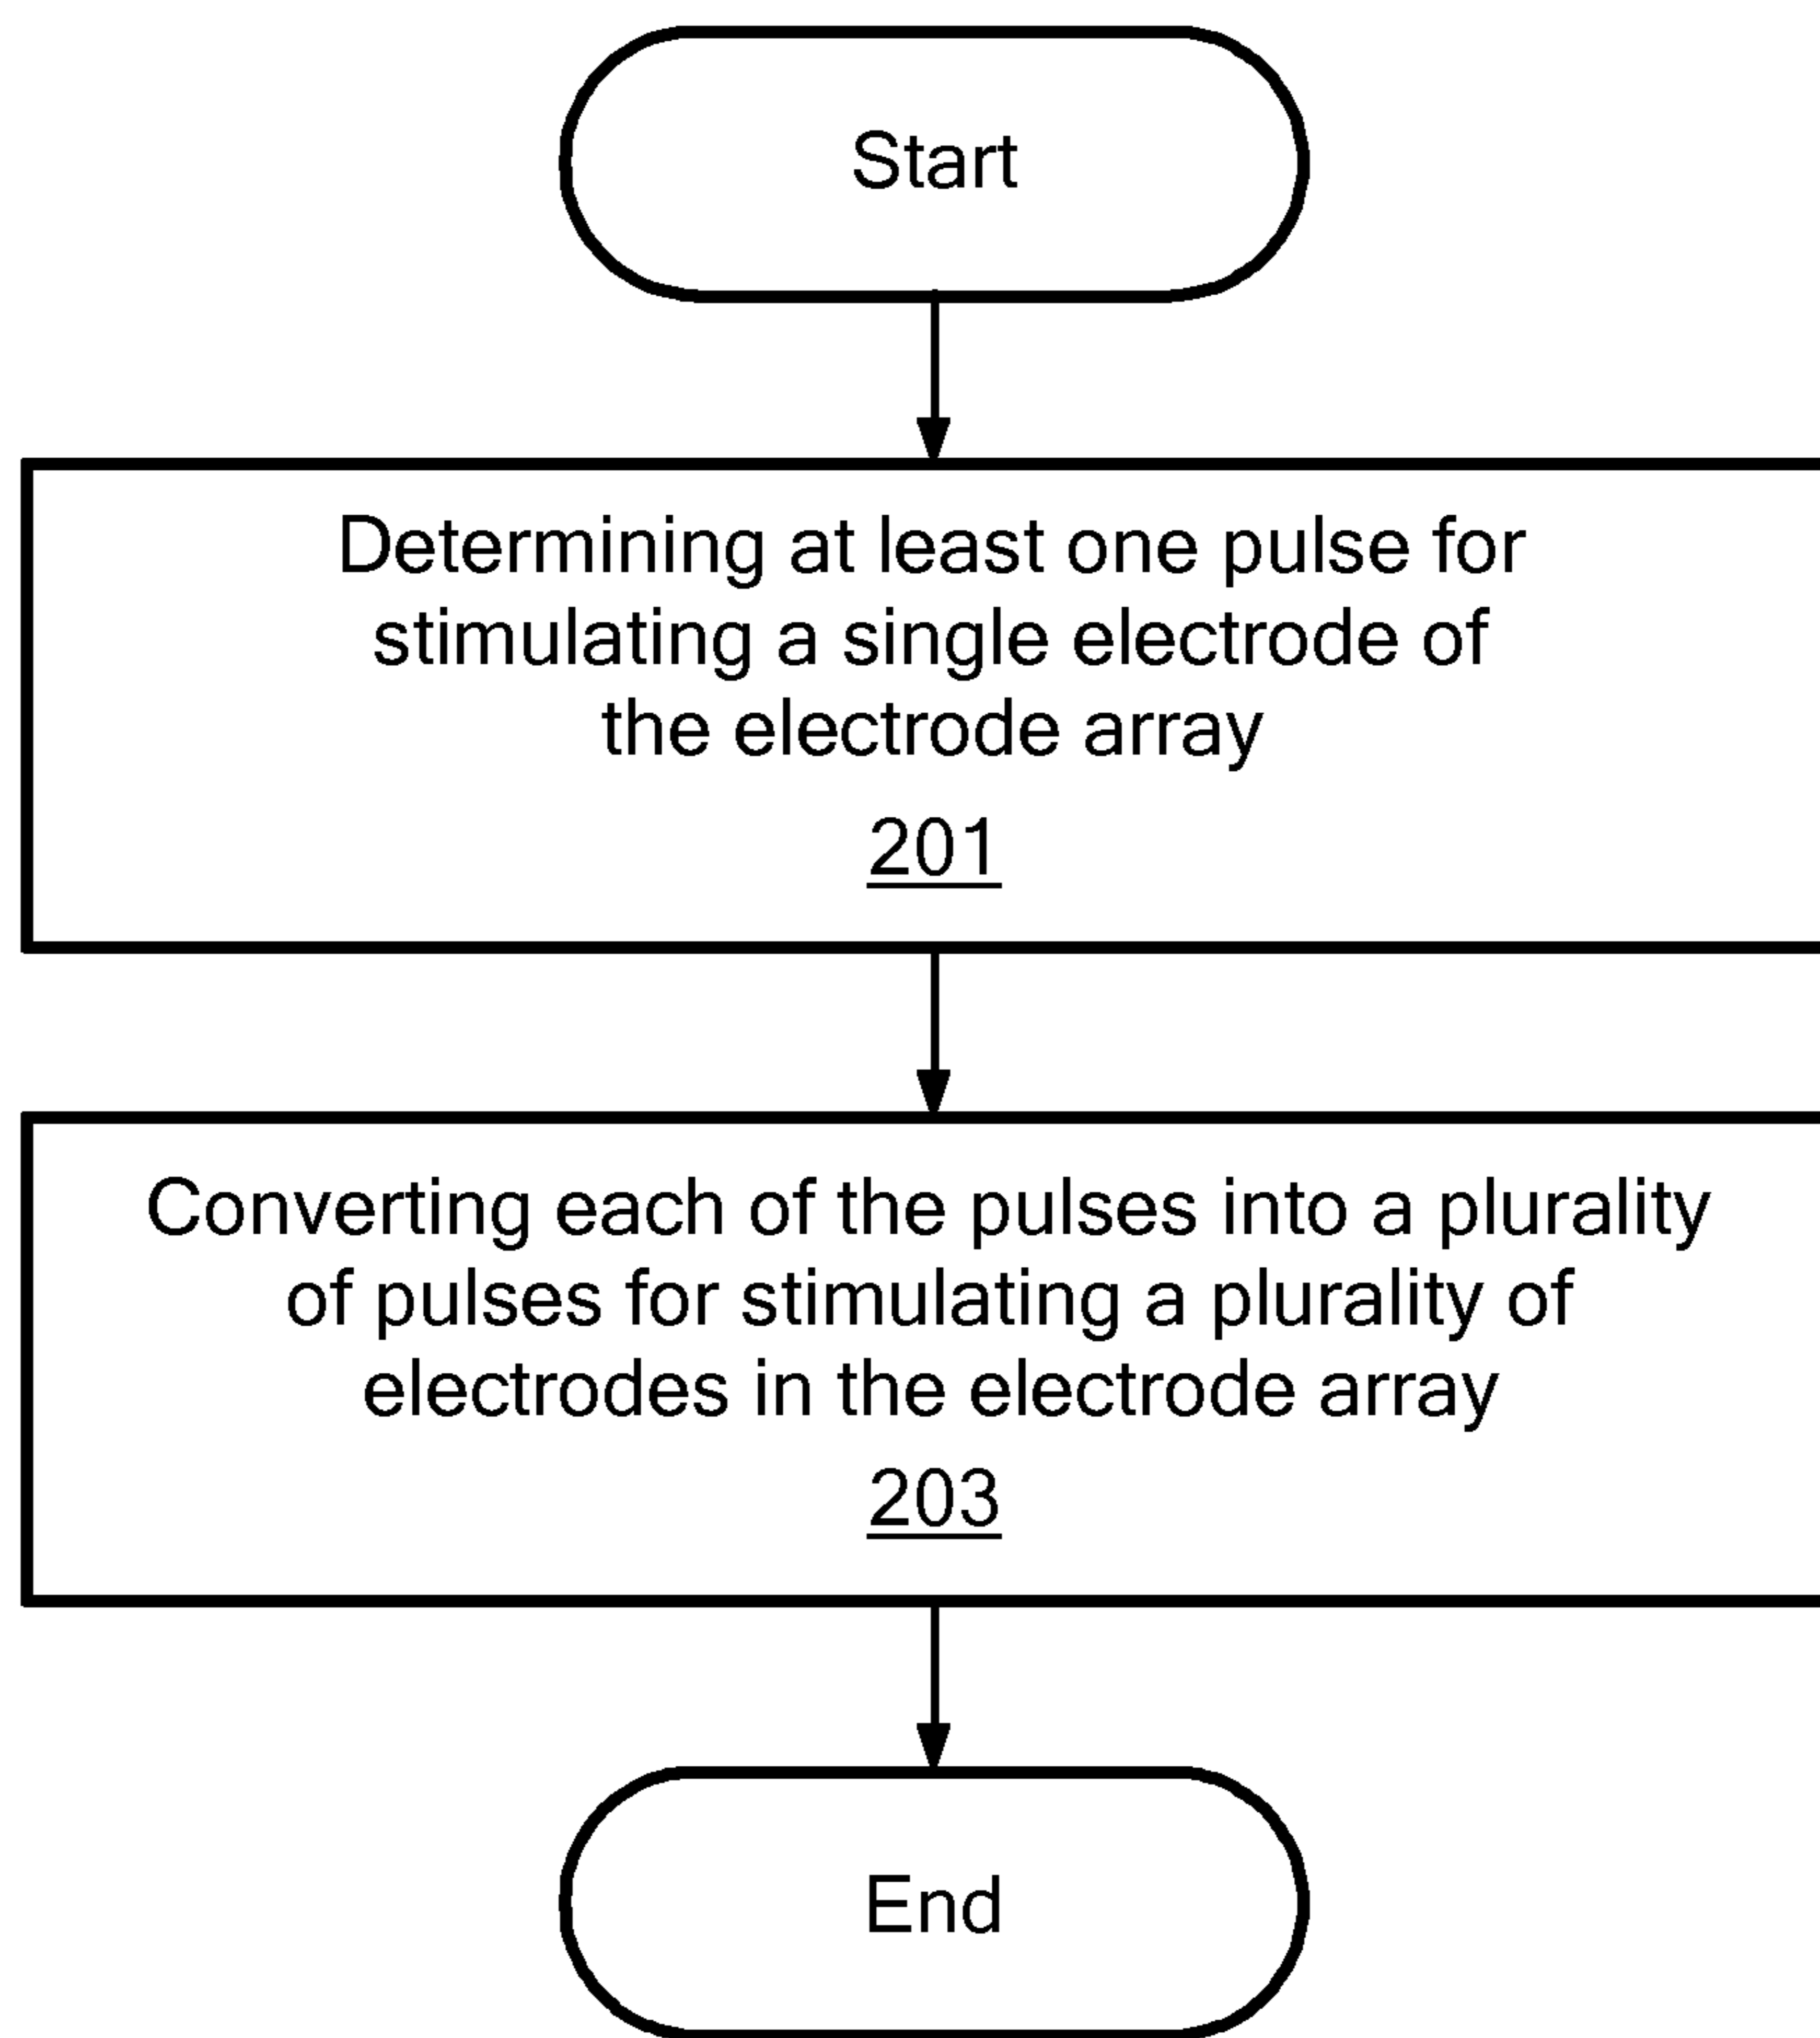 Start
Determining at least one pulse for
stimulating a single electrode of
the electrode array
201
Converting each of the pulses into a plurality
of pulses for stimulating a plurality of
electrodes in the electrode array
203
End